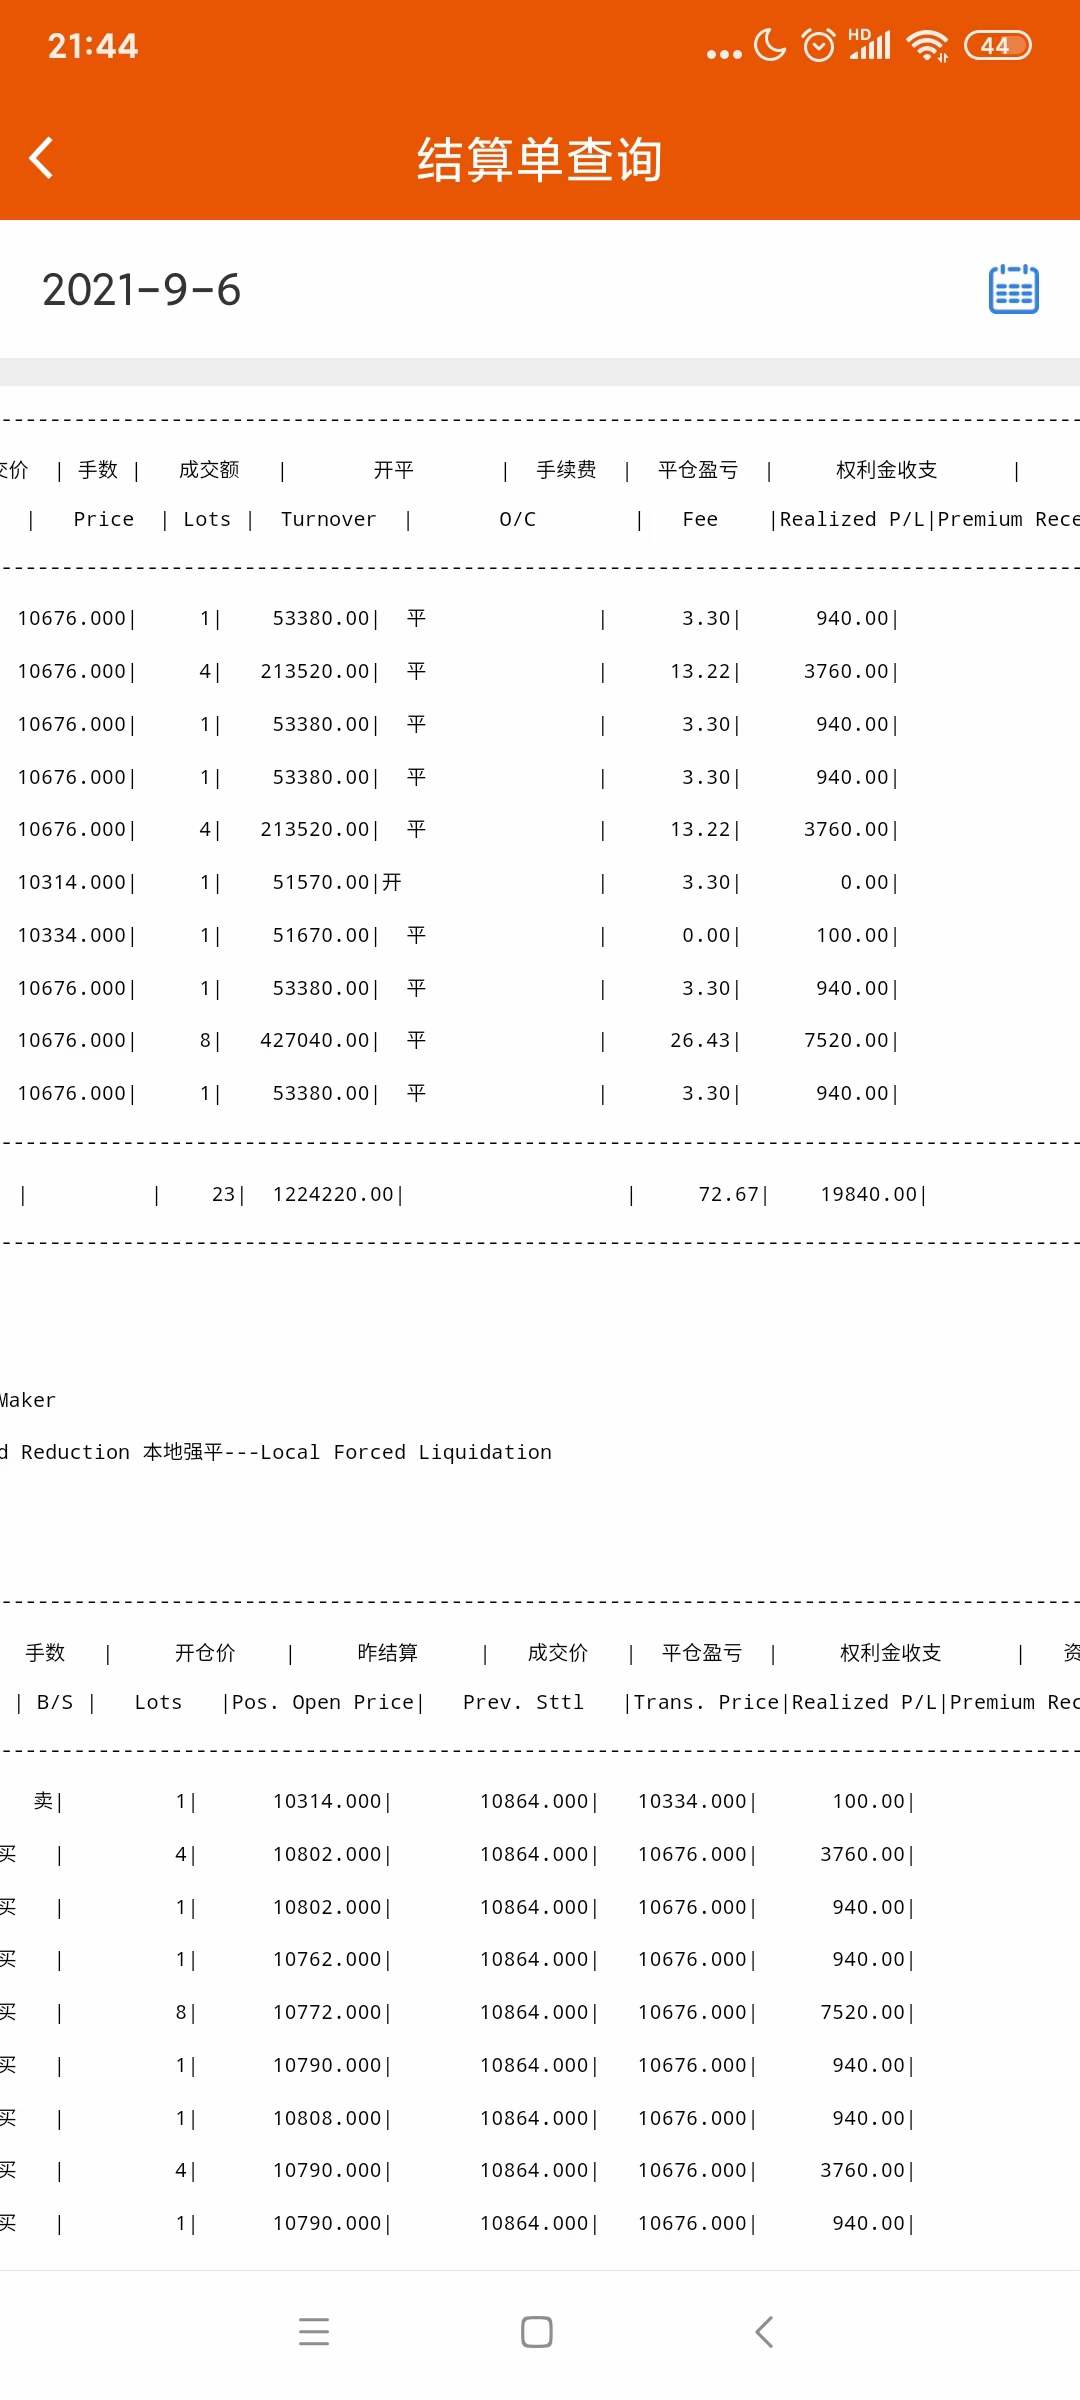 21:44
HD 44
结算单查询
2021-9-6
--------------------------------------------------------------------------------
交价 | 手数 | 成交额 | 开平 | 手续费 | 平仓盈亏 | 权利金收支 |
| Price | Lots | Turnover | O/C | Fee |Realized P/L|Premium Rece
--------------------------------------------------------------------------------
10676.000| 1| 53380.00| 平 | 3.30| 940.00|
10676.000| 4| 213520.00| 平 | 13.22| 3760.00|
10676.000| 1| 53380.00| 平 | 3.30| 940.00|
10676.000| 1| 53380.00| 平 | 3.30| 940.00|
10676.000| 4| 213520.00| 平 | 13.22| 3760.00|
10314.000| 1| 51570.00|开 | 3.30| 0.00|
10334.000| 1| 51670.00| 平 | 0.00| 100.00|
10676.000| 1| 53380.00| 平 | 3.30| 940.00|
10676.000| 8| 427040.00| 平 | 26.43| 7520.00|
10676.000| 1| 53380.00| 平 | 3.30| 940.00|
--------------------------------------------------------------------------------
| | 23| 1224220.00| | 72.67| 19840.00|
--------------------------------------------------------------------------------
Maker
d Reduction 本地强平---Local Forced Liquidation
--------------------------------------------------------------------------------
手数 | 开仓价 | 昨结算 | 成交价 | 平仓盈亏 | 权利金收支 | 资
| B/S | Lots |Pos. Open Price| Prev. Sttl |Trans. Price|Realized P/L|Premium Rec
--------------------------------------------------------------------------------
卖| 1| 10314.000| 10864.000| 10334.000| 100.00|
买 | 4| 10802.000| 10864.000| 10676.000| 3760.00|
买 | 1| 10802.000| 10864.000| 10676.000| 940.00|
买 | 1| 10762.000| 10864.000| 10676.000| 940.00|
买 | 8| 10772.000| 10864.000| 10676.000| 7520.00|
买 | 1| 10790.000| 10864.000| 10676.000| 940.00|
买 | 1| 10808.000| 10864.000| 10676.000| 940.00|
买 | 4| 10790.000| 10864.000| 10676.000| 3760.00|
买 | 1| 10790.000| 10864.000| 10676.000| 940.00|